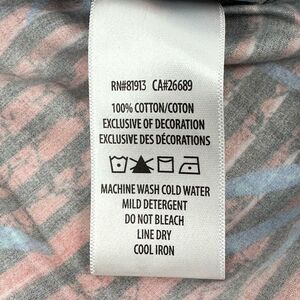 RN#81913 CA#26689
100% COTTON/COTON
EXCLUSIVE OF DECORATION
EXCLUSIVE DES DÉCORATIONS
MACHINE WASH COLD WATER
MILD DETERGENT
DO NOT BLEACH
LINE DRY
COOL IRON